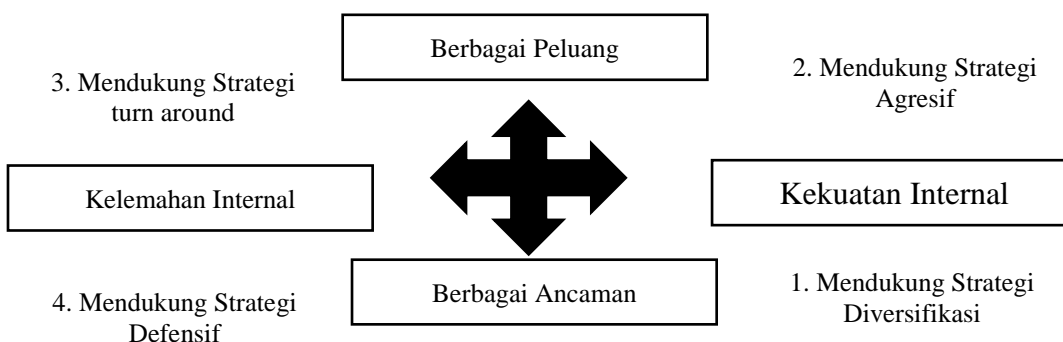 Berbagai Peluang
3. Mendukung Strategi
turn around
2. Mendukung Strategi
Agresif
Kelemahan Internal
Kekuatan Internal
4. Mendukung Strategi
Defensif
Berbagai Ancaman
1. Mendukung Strategi
Diversifikasi